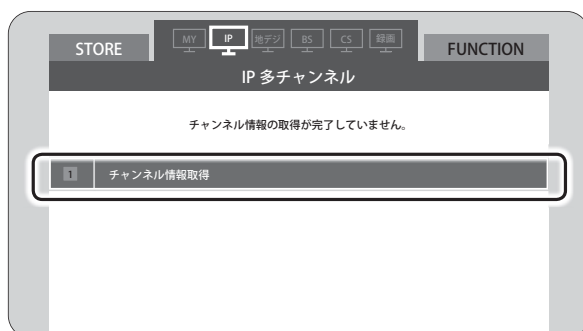 STORE
MY IP 地デジ BS CS 録画
FUNCTION
IP 多チャンネル
チャンネル情報の取得が完了していません。
1 チャンネル情報取得